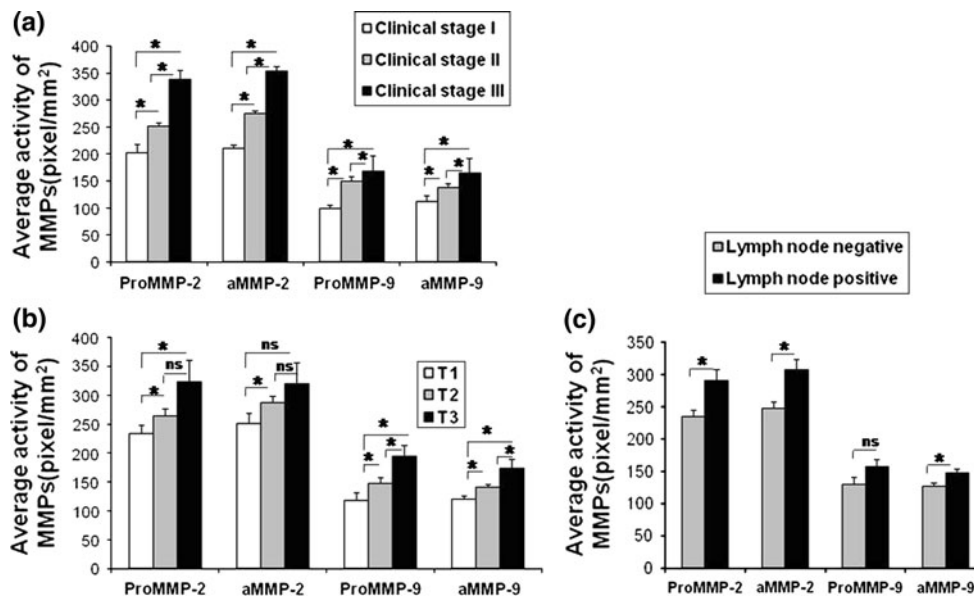 (a)
Average activity of
MMPs(pixel/mm²)
400
350
300
250
200
150
100
50
0
* * * * * * * * * * * *
ProMMP-2 aMMP-2 ProMMP-9 aMMP-9
Clinical stage I
Clinical stage II
Clinical stage III
(b)
Average activity of
MMPs(pixel/mm²)
400
350
300
250
200
150
100
50
0
* ns * ns ns * * * * * * *
ProMMP-2 aMMP-2 ProMMP-9 aMMP-9
T1
T2
T3
Lymph node negative
Lymph node positive
(c)
Average activity of
MMPs(pixel/mm²)
350
300
250
200
150
100
50
0
* * ns *
ProMMP-2 aMMP-2 ProMMP-9 aMMP-9